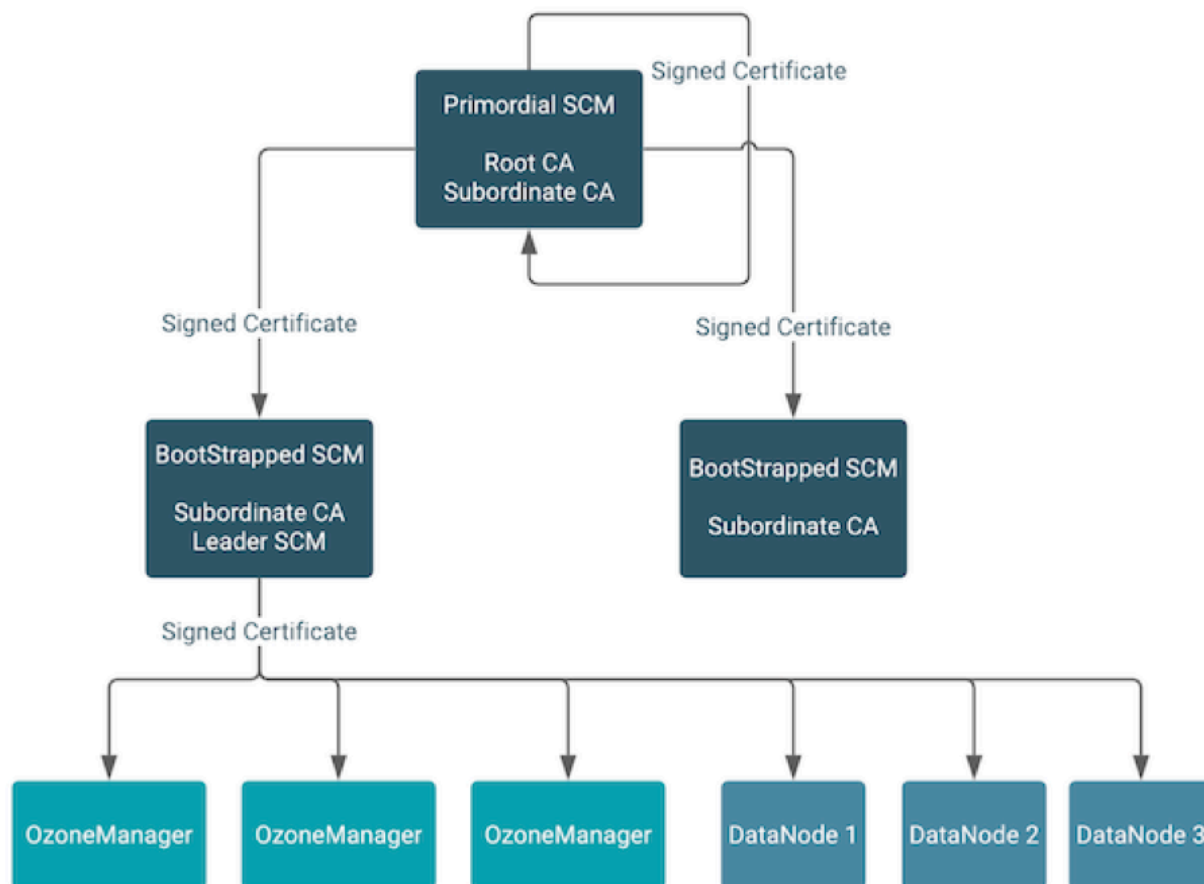 Signed Certificate
Primordial SCM
Root CA
Subordinate CA
Signed Certificate
Signed Certificate
BootStrapped SCM
Subordinate CA
Leader SCM
BootStrapped SCM
Subordinate CA
Signed Certificate
OzoneManager
OzoneManager
OzoneManager
DataNode 1
DataNode 2
DataNode 3